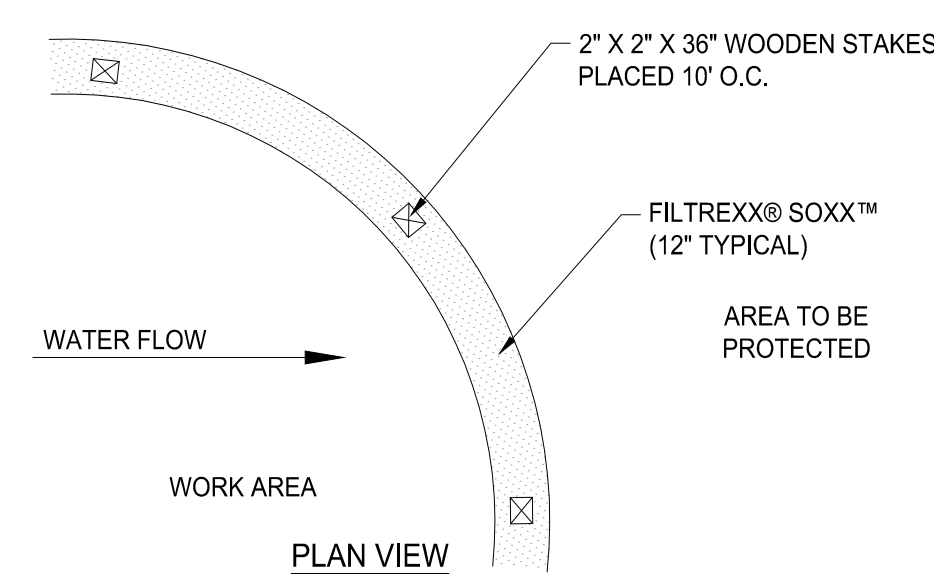 2" X 2" X 36" WOODEN STAKES
PLACED 10' O.C.
FILTREXX® SOXX™
(12" TYPICAL)
AREA TO BE
PROTECTED
WATER FLOW
WORK AREA
PLAN VIEW